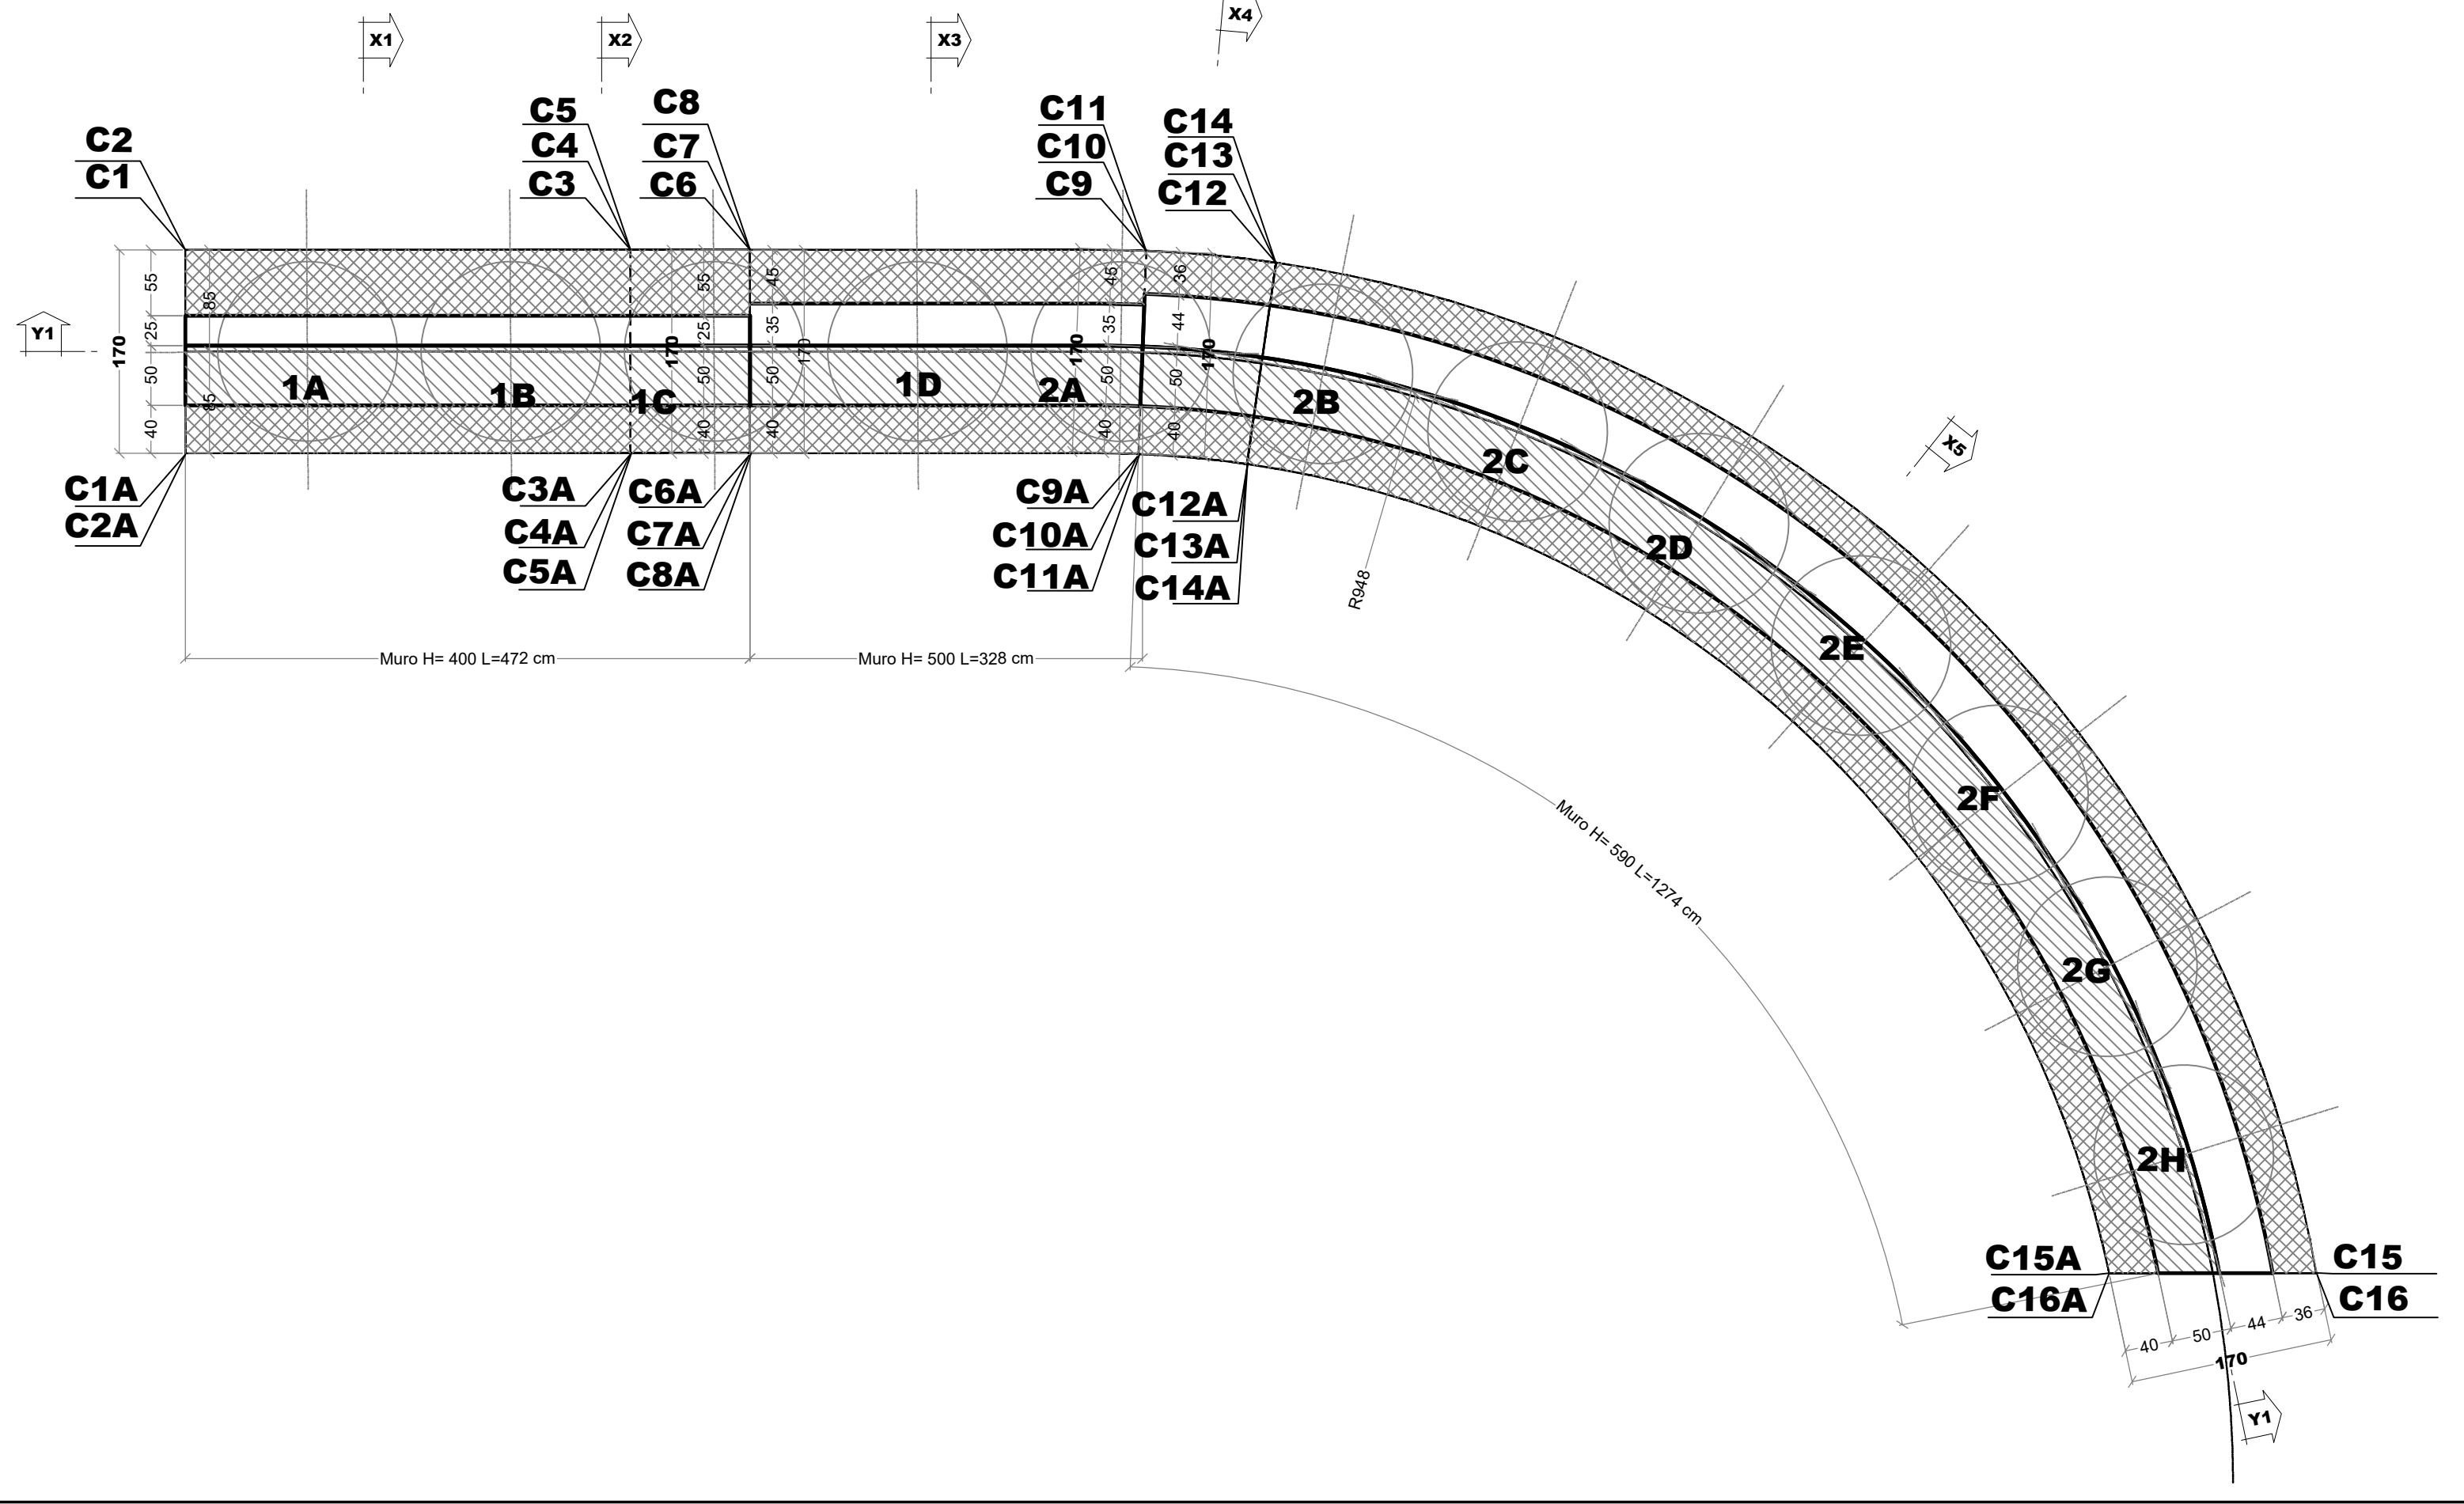 X1
X2
X3
X4
C2
C1
C5
C4
C3
C8
C7
C6
C11
C10
C9
C14
C13
C12
Y1
170
55
25
50
40
85
85
170
55
25
50
40
45
35
50
40
170
170
45
35
50
40
36
44
50
40
170
1A
1B
1C
1D
2A
2B
2C
2D
2E
2F
2G
2H
X5
R948
C1A
C2A
C3A
C4A
C5A
C6A
C7A
C8A
C9A
C10A
C11A
C12A
C13A
C14A
Muro H= 400 L=472 cm
Muro H= 500 L=328 cm
Muro H= 590 L=1274 cm
C15A
C16A
C15
C16
40
50
44
36
170
Y1